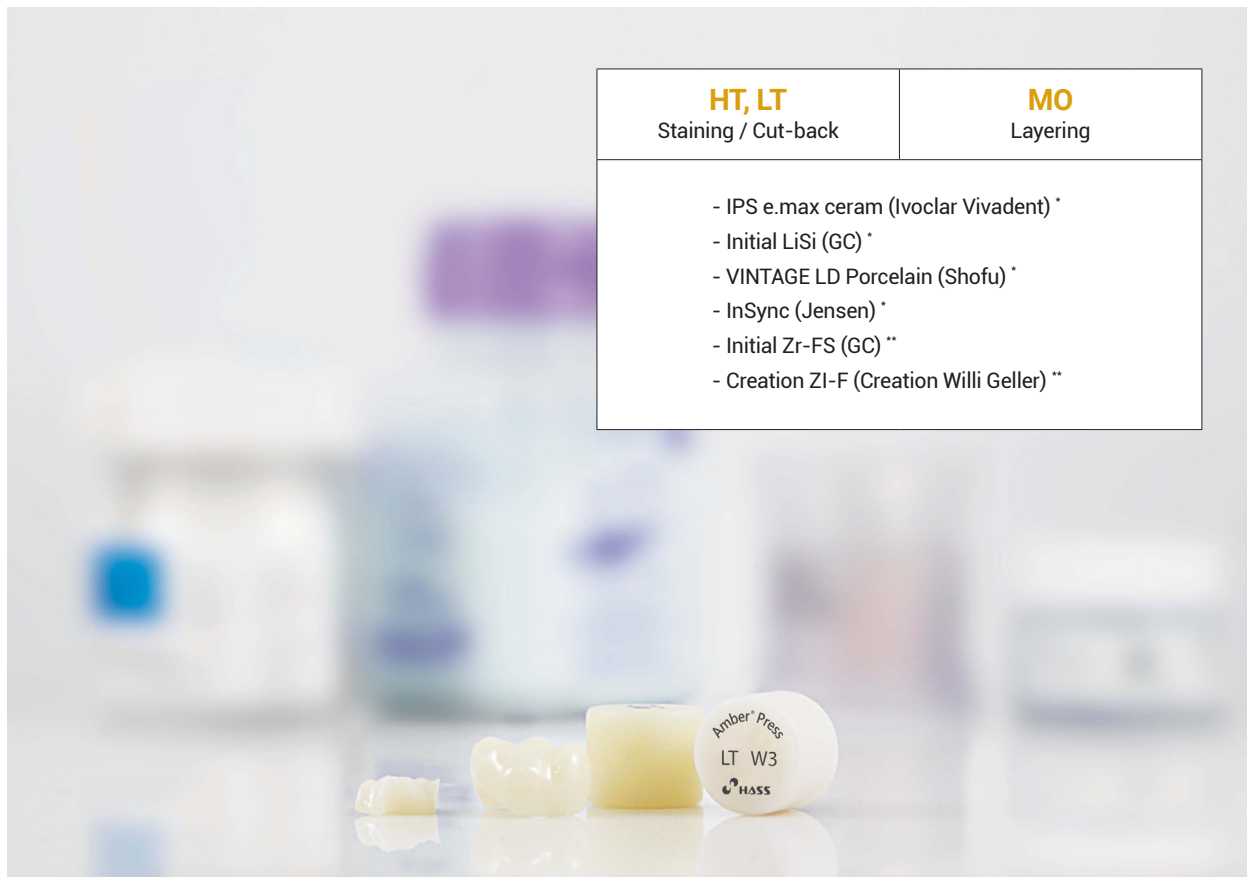 HT, LT
Staining / Cut-back
MO
Layering
- IPS e.max ceram (Ivoclar Vivadent) *
- Initial LiSi (GC) *
- VINTAGE LD Porcelain (Shofu) *
- InSync (Jensen) *
- Initial Zr-FS (GC) **
- Creation ZI-F (Creation Willi Geller) **
Amber® Press
LT W3
HASS